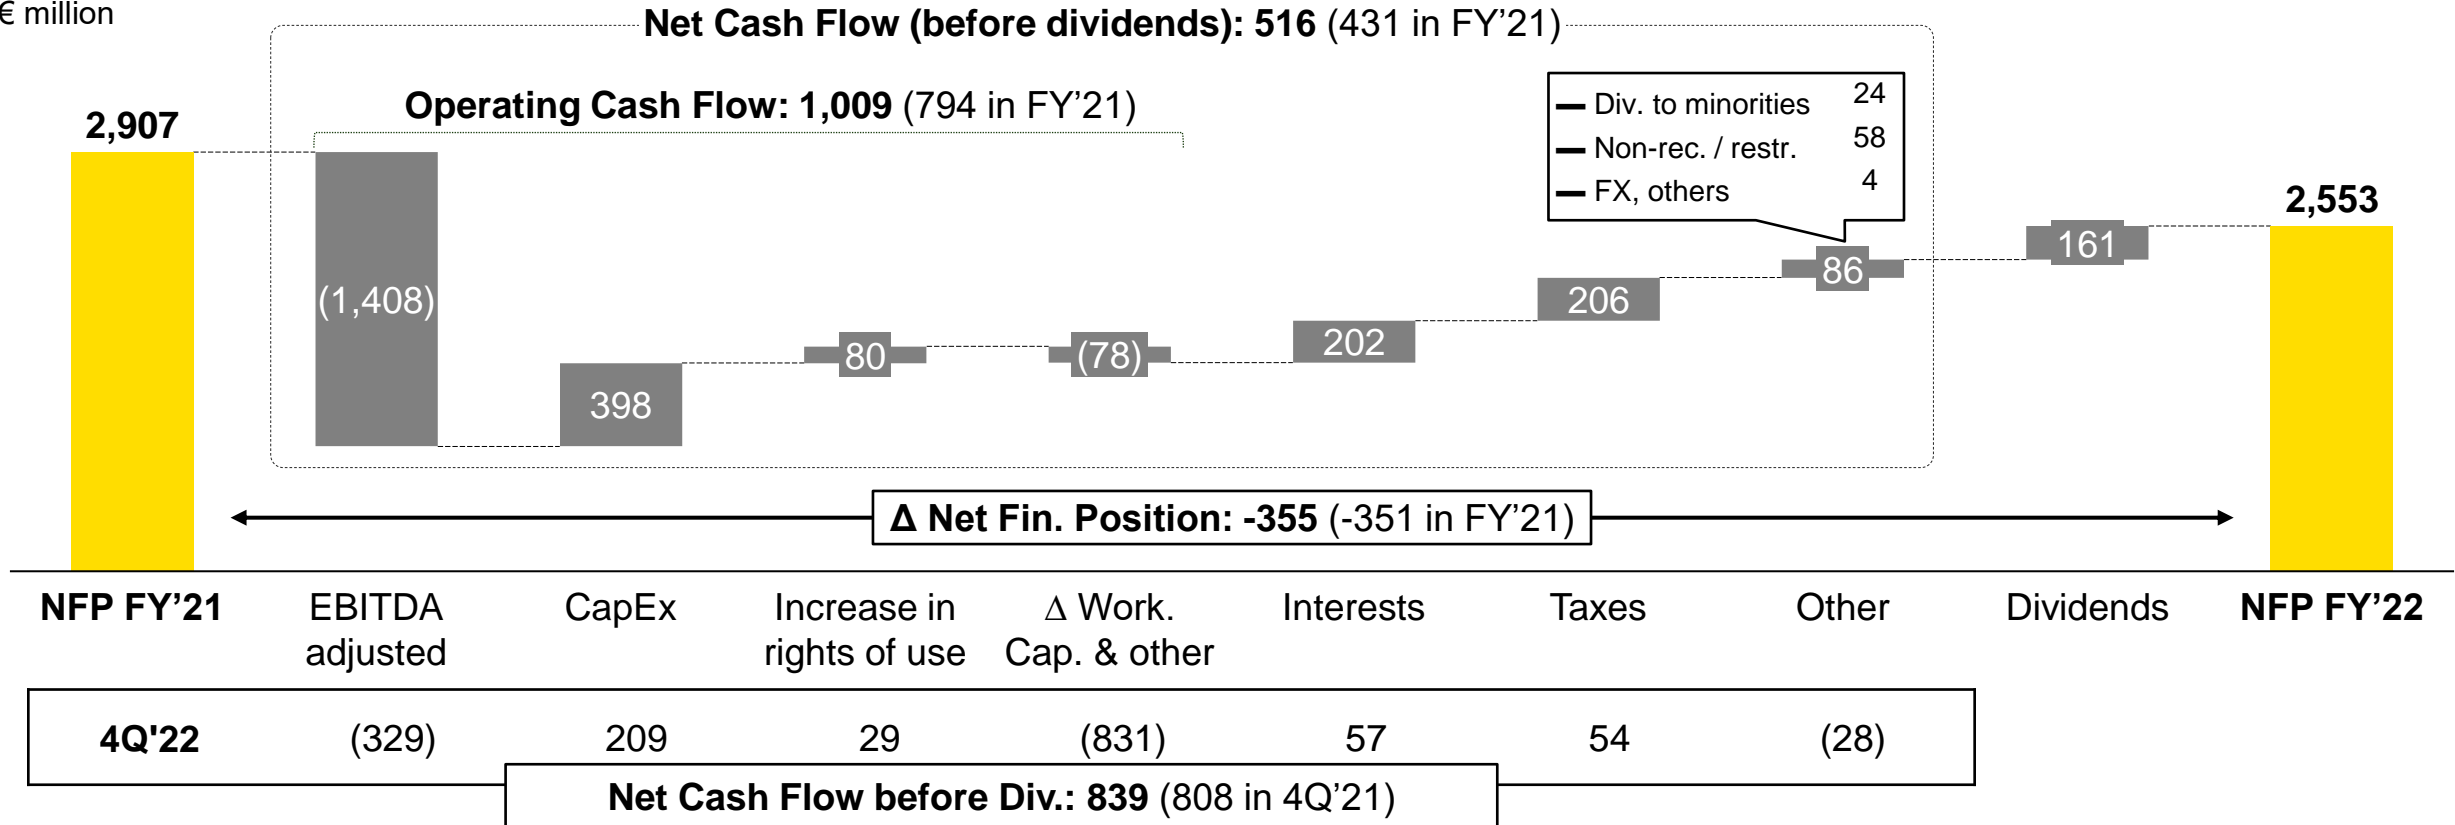 € million
Net Cash Flow (before dividends): 516 (431 in FY’21)
Operating Cash Flow: 1,009 (794 in FY’21)
Div. to minorities 24
Non-rec. / restr. 58
FX, others 4
2,907
2,553
(1,408)
398
80
(78)
202
206
86
161
Δ Net Fin. Position: -355 (-351 in FY’21)
NFP FY’21
EBITDA
adjusted
CapEx
Increase in
rights of use
Δ Work.
Cap. & other
Interests
Taxes
Other
Dividends
NFP FY’22
4Q'22 (329) 209 29 (831) 57 54 (28)
Net Cash Flow before Div.: 839 (808 in 4Q’21)